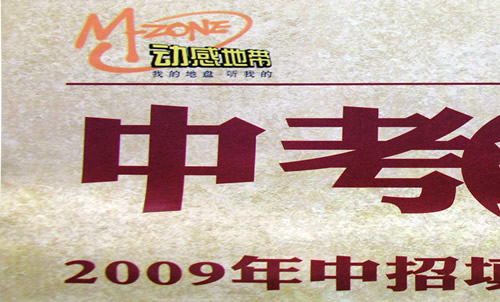 M-ZONE
动感地带
我的地盘 听我的
中考
2009年中招填